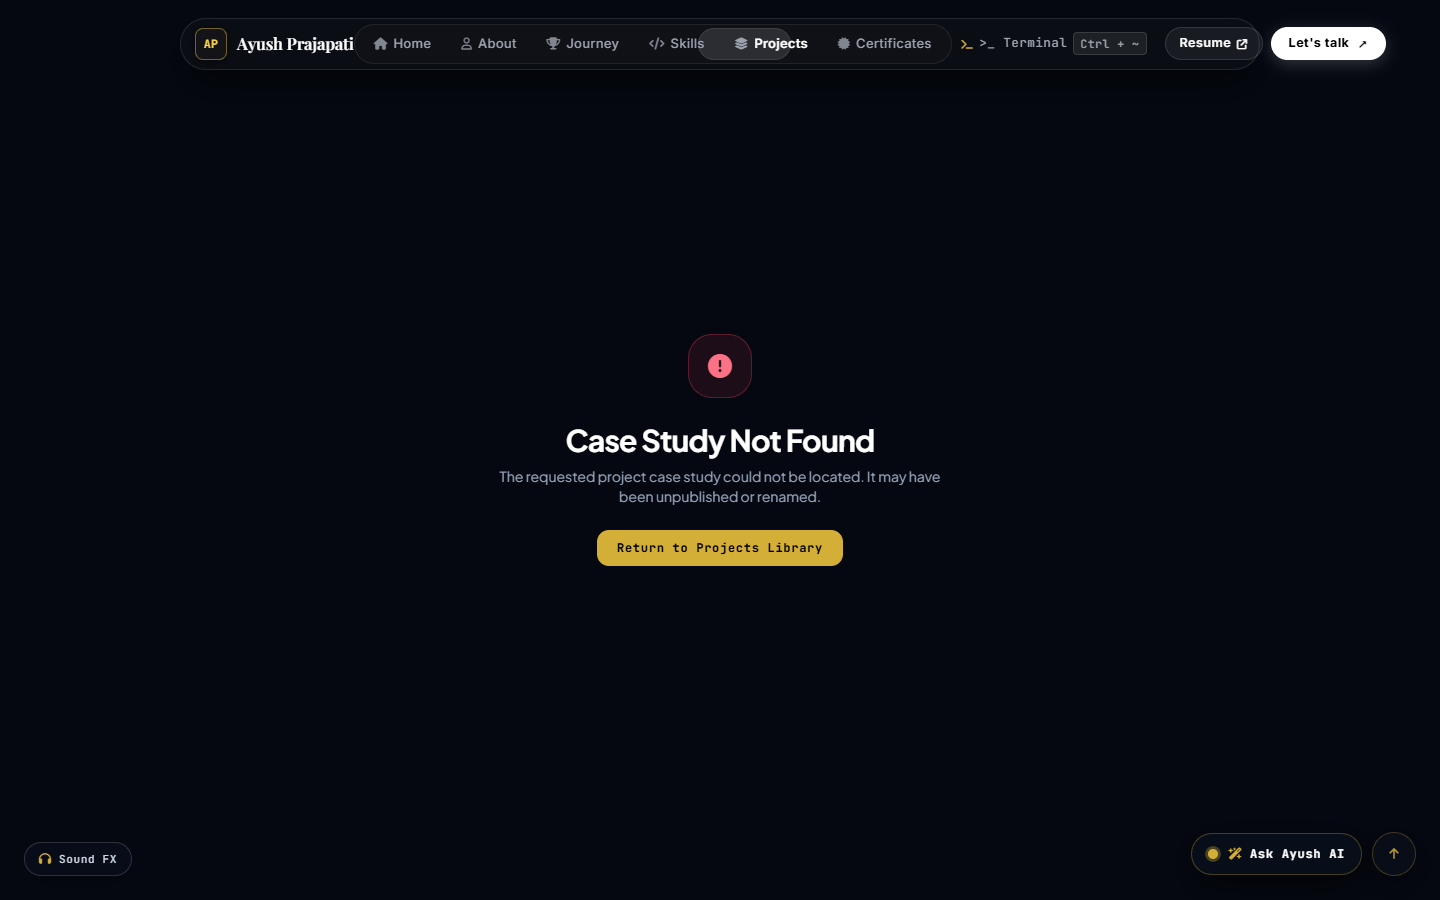 AP Ayush Prajapati Home About Journey Skills Projects Certificates >_ Terminal Ctrl + ~ Resume Let's talk ↗
Case Study Not Found
The requested project case study could not be located. It may have
been unpublished or renamed.
Return to Projects Library
Sound FX
Ask Ayush AI